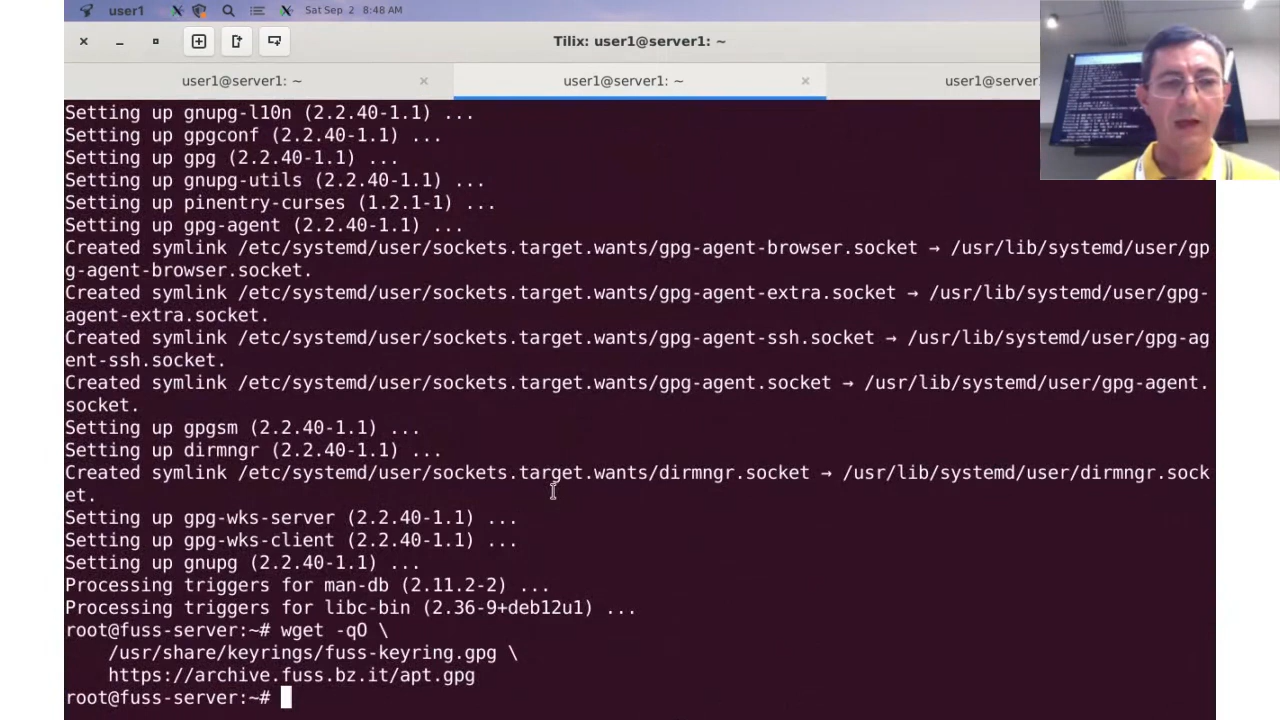 user1
Sat Sep 2 8:48 AM
Tilix: user1@server1: ~
user1@server1: ~
user1@server1: ~
user1@server1:
Setting up gnupg-l10n (2.2.40-1.1) ...
Setting up gpgconf (2.2.40-1.1) ...
Setting up gpg (2.2.40-1.1) ...
Setting up gnupg-utils (2.2.40-1.1) ...
Setting up pinentry-curses (1.2.1-1) ...
Setting up gpg-agent (2.2.40-1.1) ...
Created symlink /etc/systemd/user/sockets.target.wants/gpg-agent-browser.socket → /usr/lib/systemd/user/gp
g-agent-browser.socket.
Created symlink /etc/systemd/user/sockets.target.wants/gpg-agent-extra.socket → /usr/lib/systemd/user/gpg-
agent-extra.socket.
Created symlink /etc/systemd/user/sockets.target.wants/gpg-agent-ssh.socket → /usr/lib/systemd/user/gpg-ag
ent-ssh.socket.
Created symlink /etc/systemd/user/sockets.target.wants/gpg-agent.socket → /usr/lib/systemd/user/gpg-agent.
socket.
Setting up gpgsm (2.2.40-1.1) ...
Setting up dirmngr (2.2.40-1.1) ...
Created symlink /etc/systemd/user/sockets.target.wants/dirmngr.socket → /usr/lib/systemd/user/dirmngr.sock
et.
Setting up gpg-wks-server (2.2.40-1.1) ...
Setting up gpg-wks-client (2.2.40-1.1) ...
Setting up gnupg (2.2.40-1.1) ...
Processing triggers for man-db (2.11.2-2) ...
Processing triggers for libc-bin (2.36-9+deb12u1) ...
root@fuss-server:~# wget -qO \
/usr/share/keyrings/fuss-keyring.gpg \
https://archive.fuss.bz.it/apt.gpg
root@fuss-server:~#